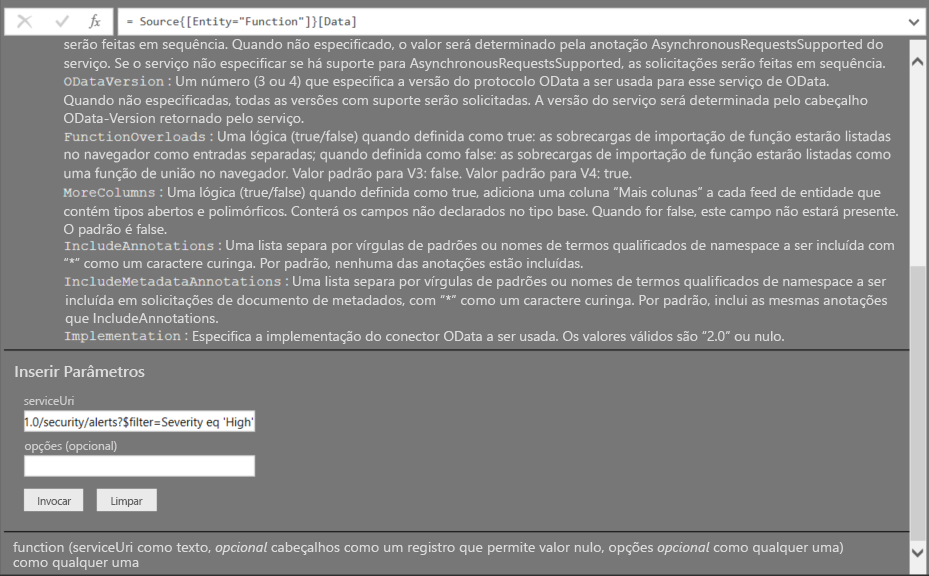 fx = Source{[Entity="Function"]}[Data]
serão feitas em sequência. Quando não especificado, o valor será determinado pela anotação AsynchronousRequestsSupported do
serviço. Se o serviço não especificar se há suporte para AsynchronousRequestsSupported, as solicitações serão feitas em sequência.
ODataVersion : Um número (3 ou 4) que especifica a versão do protocolo OData a ser usada para esse serviço de OData.
Quando não especificadas, todas as versões com suporte serão solicitadas. A versão do serviço será determinada pelo cabeçalho
OData-Version retornado pelo serviço.
FunctionOverloads : Uma lógica (true/false) quando definida como true: as sobrecargas de importação de função estarão listadas
no navegador como entradas separadas; quando definida como false: as sobrecargas de importação de função estarão listadas como
uma função de união no navegador. Valor padrão para V3: false. Valor padrão para V4: true.
MoreColumns : Uma lógica (true/false) quando definida como true, adiciona uma coluna "Mais colunas" a cada feed de entidade que
contém tipos abertos e polimórficos. Conterá os campos não declarados no tipo base. Quando for false, este campo não estará presente.
O padrão é false.
IncludeAnnotations : Uma lista separa por vírgulas de padrões ou nomes de termos qualificados de namespace a ser incluída com
"*" como um caractere curinga. Por padrão, nenhuma das anotações estão incluídas.
IncludeMetadataAnnotations : Uma lista separa por vírgulas de padrões ou nomes de termos qualificados de namespace a ser
incluída em solicitações de documento de metadados, com "*" como um caractere curinga. Por padrão, inclui as mesmas anotações
que IncludeAnnotations.
Implementation : Especifica a implementação do conector OData a ser usada. Os valores válidos são "2.0" ou nulo.
Inserir Parâmetros
serviceUri
1.0/security/alerts?$filter=Severity eq 'High'
opções (opcional)
Invocar Limpar
function (serviceUri como texto, opcional cabeçalhos como um registro que permite valor nulo, opções opcional como qualquer uma)
como qualquer uma